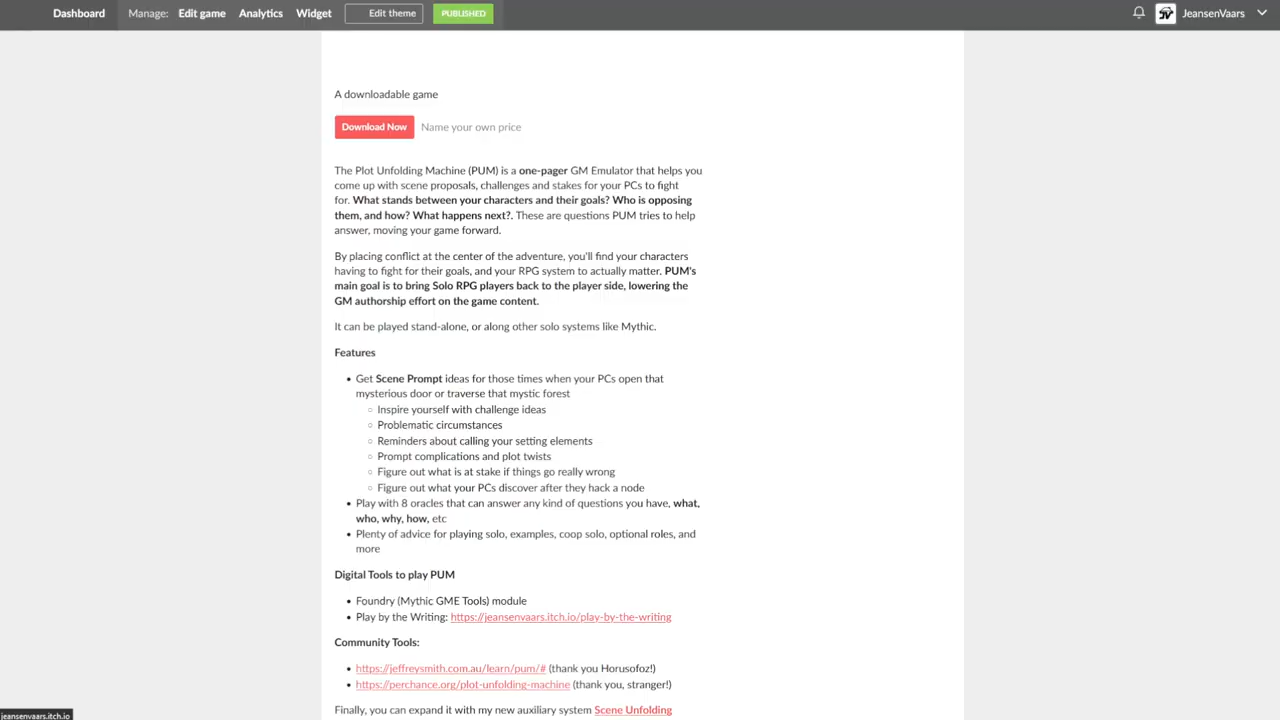 Dashboard Manage: Edit game Analytics Widget Edit theme PUBLISHED JeansenVaars
A downloadable game
Download Now Name your own price
The Plot Unfolding Machine (PUM) is a one-pager GM Emulator that helps you
come up with scene proposals, challenges and stakes for your PCs to fight
for. What stands between your characters and their goals? Who is opposing
them, and how? What happens next?. These are questions PUM tries to help
answer, moving your game forward.
By placing conflict at the center of the adventure, you'll find your characters
having to fight for their goals, and your RPG system to actually matter. PUM's
main goal is to bring Solo RPG players back to the player side, lowering the
GM authorship effort on the game content.
It can be played stand-alone, or along other solo systems like Mythic.
Features
• Get Scene Prompt ideas for those times when your PCs open that
mysterious door or traverse that mystic forest
○ Inspire yourself with challenge ideas
○ Problematic circumstances
○ Reminders about calling your setting elements
○ Prompt complications and plot twists
○ Figure out what is at stake if things go really wrong
○ Figure out what your PCs discover after they hack a node
• Play with 8 oracles that can answer any kind of questions you have, what,
who, why, how, etc
• Plenty of advice for playing solo, examples, coop solo, optional roles, and
more
Digital Tools to play PUM
• Foundry (Mythic GME Tools) module
• Play by the Writing: https://jeansenvaars.itch.io/play-by-the-writing
Community Tools:
• https://jeffreysmith.com.au/learn/pum/# (thank you Horusofoz!)
• https://perchance.org/plot-unfolding-machine (thank you, stranger!)
Finally, you can expand it with my new auxiliary system Scene Unfolding
jeansenvaars.itch.io